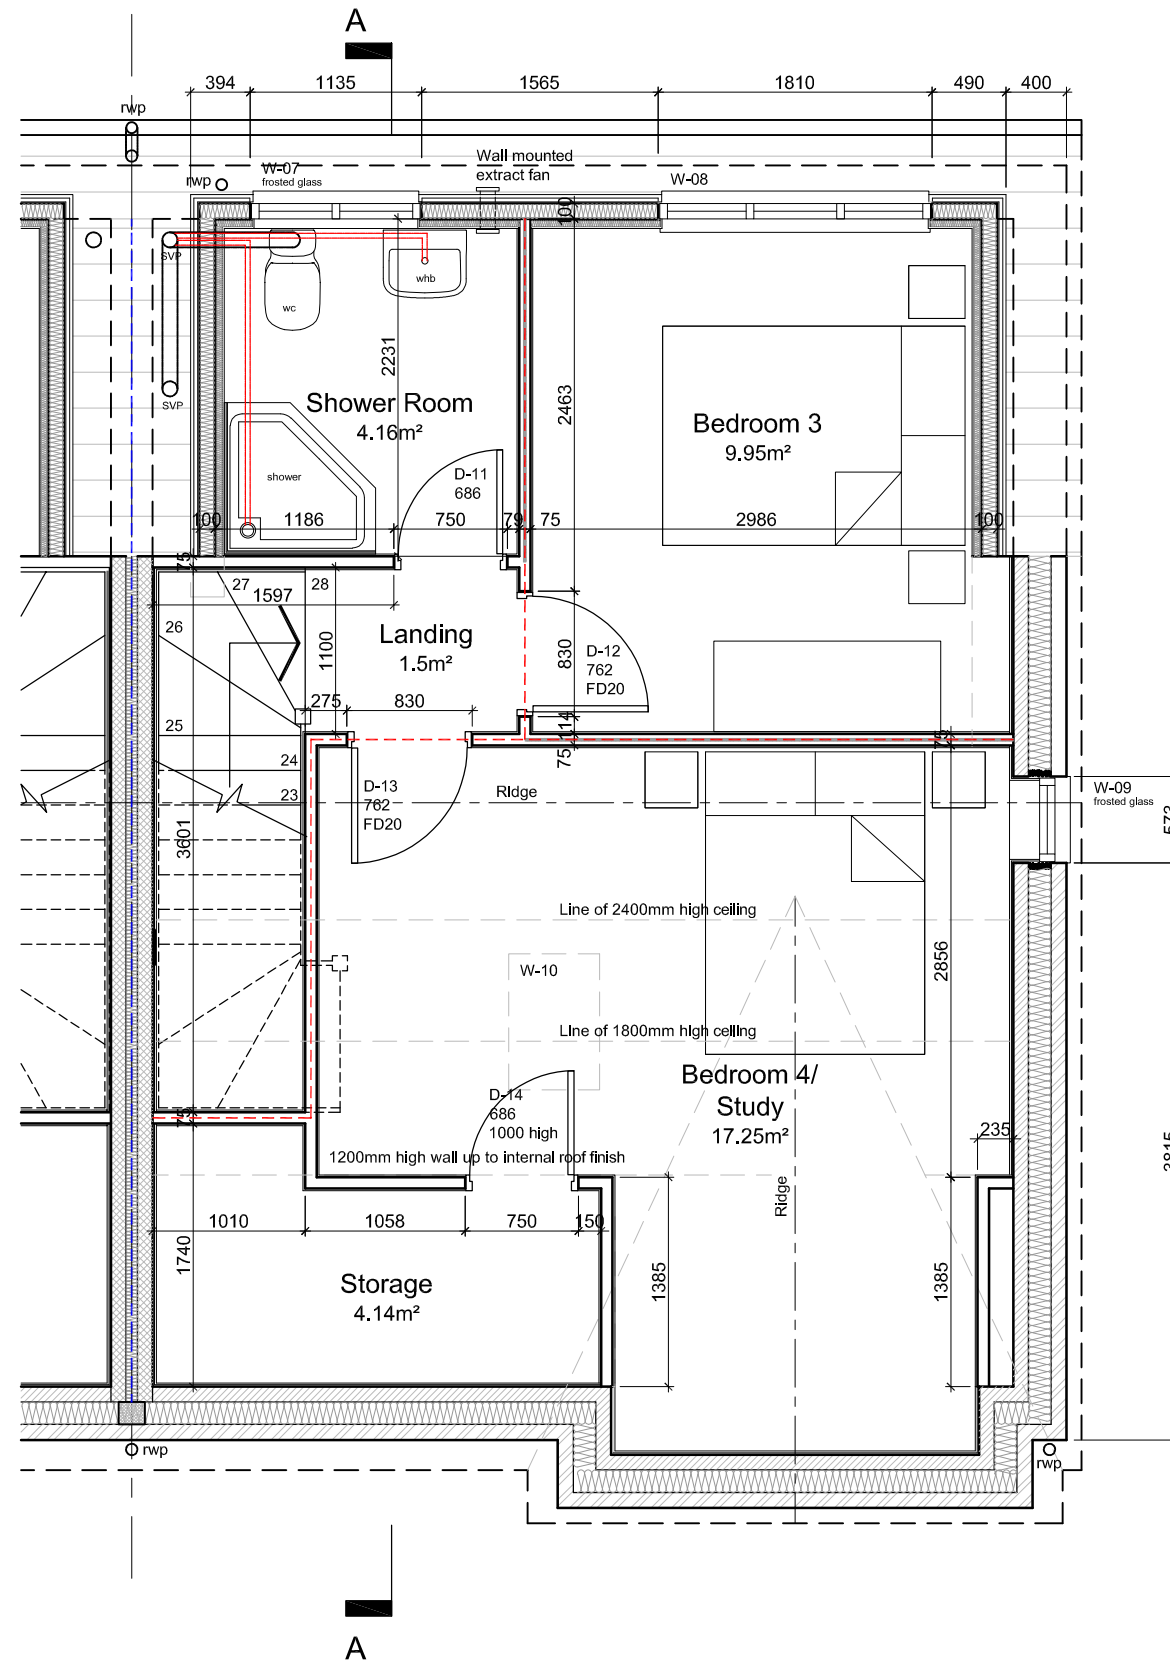 A
394
1135
1565
1810
490
400
rwp
Wall mounted
extract fan
W-07
frosted glass
W-08
rwp
100
SVP
whb
wc
2231
SVP
Shower Room
4.16m²
2463
Bedroom 3
9.95m²
shower
D-11
686
100
1186
750
79
75
2986
100
75
27
28
1597
26
1100
Landing
1.5m²
830
D-12
762
FD20
275
830
25
114
75
75
24
23
D-13
762
FD20
RIdge
W-09
frosted glass
573
3601
Line of 2400mm high ceiling
2856
W-10
Line of 1800mm high ceiling
Bedroom 4/
Study
17.25m²
D-14
686
1000 high
75
235
1200mm high wall up to internal roof finish
3815
Ridge
1010
1058
750
150
1740
Storage
4.14m²
1385
1385
rwp
rwp
A